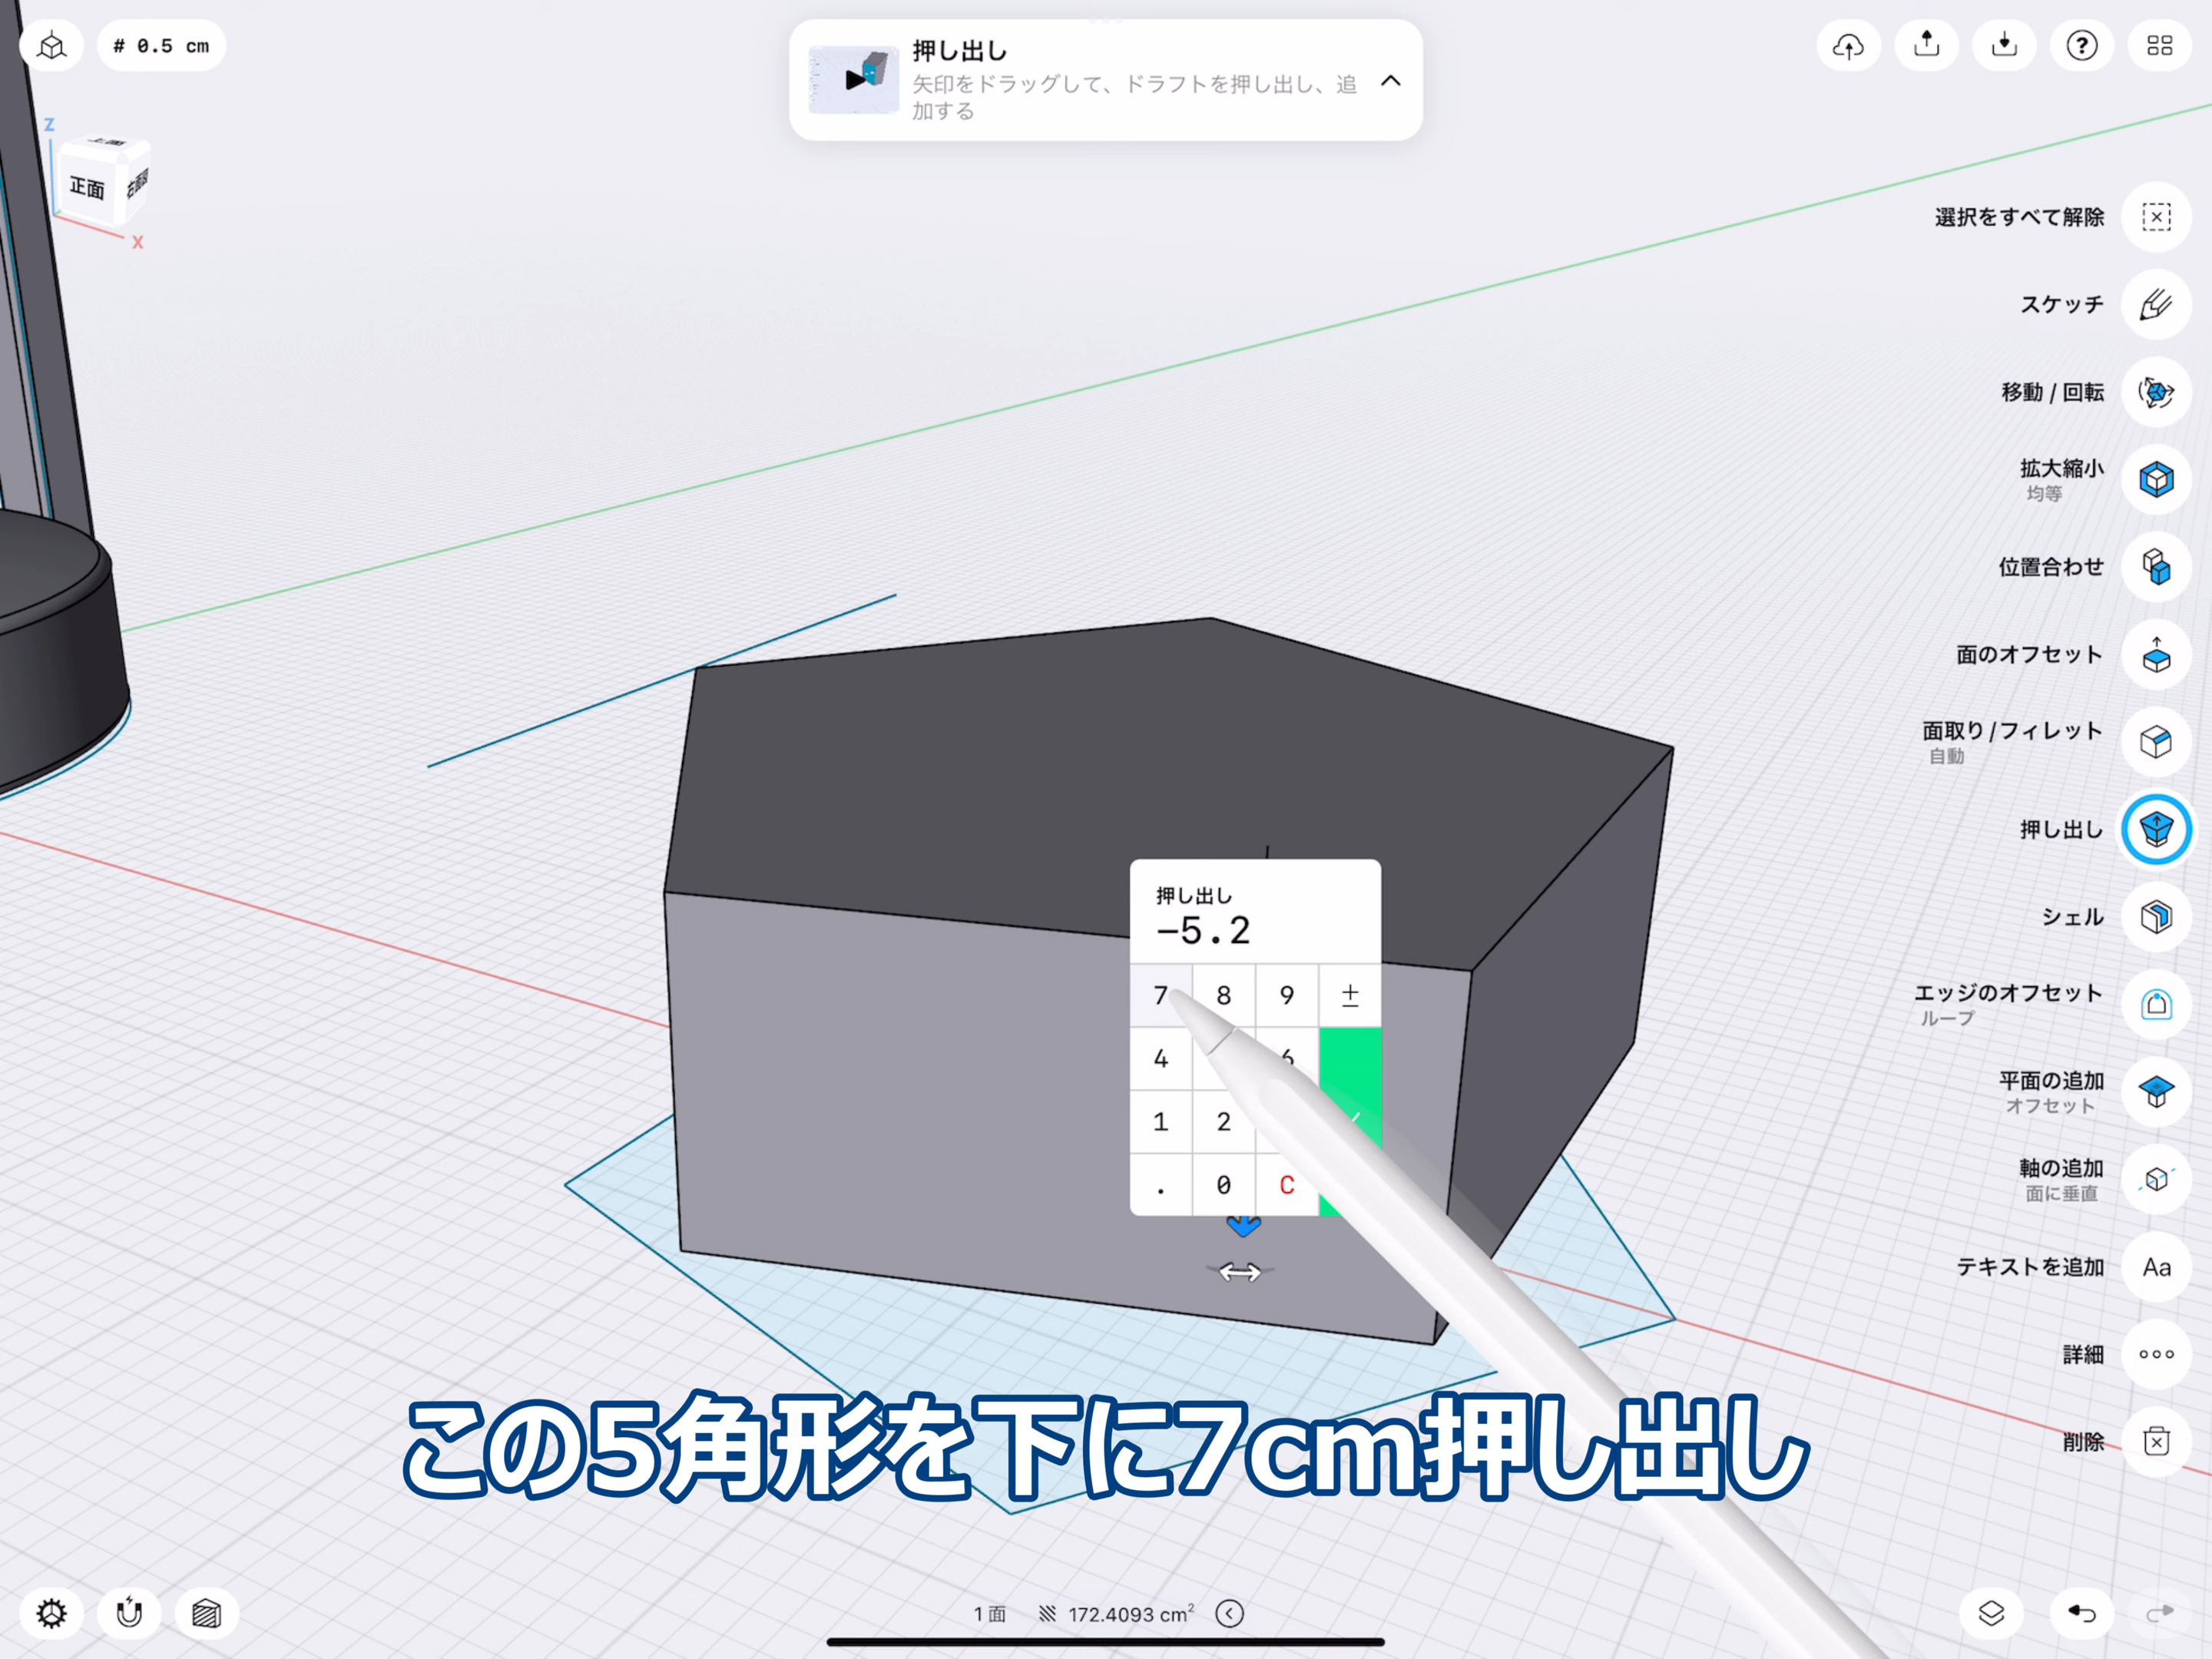 # 0.5 cm
押し出し
矢印をドラッグして、ドラフトを押し出し、追
加する
?
Z
上面
正面
右面図
X
選択をすべて解除
スケッチ
移動 / 回転
拡大縮小
均等
位置合わせ
面のオフセット
面取り/フィレット
自動
押し出し
シェル
エッジのオフセット
ループ
平面の追加
オフセット
軸の追加
面に垂直
テキストを追加
Aa
詳細
削除
押し出し
−5.2
7 8 9 ±
4 6
1 2
. 0 C
この5角形を下に7cm押し出し
1 面 172.4093 cm²